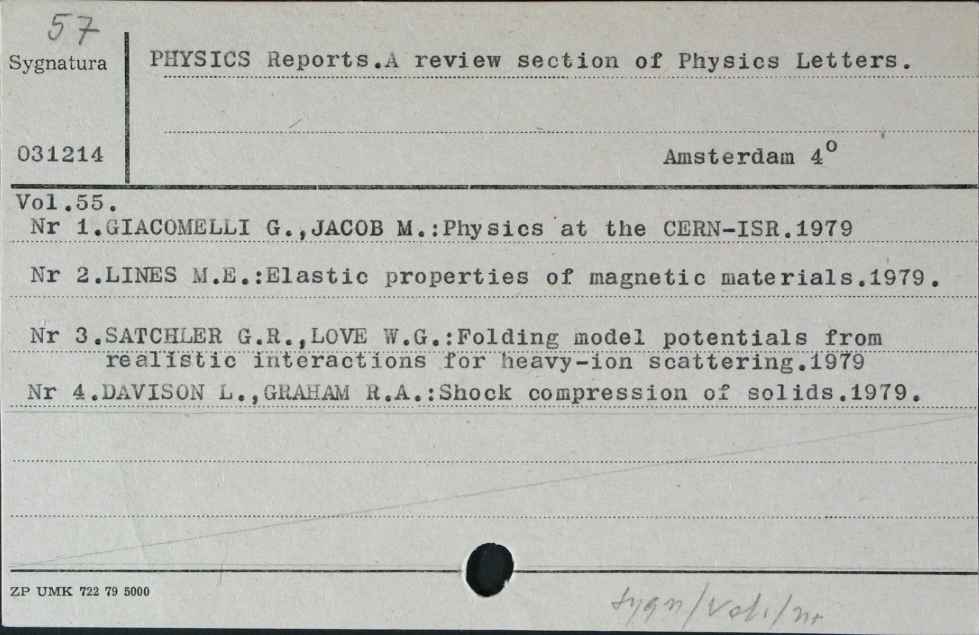 57
Sygnatura
PHYSICS Reports.A review section of Physics Letters.
031214
Amsterdam 4°
Vol.55.
Nr 1.GIACOMELLI G.,JACOB M.:Physics at the CERN-ISR.1979
Nr 2.LINES M.E.:Elastic properties of magnetic materials.1979.
Nr 3.SATCHLER G.R.,LOVE W.G.:Folding model potentials from
realistic interactions for heavy-ion scattering.1979
Nr 4.DAVISON L.,GRAHAM R.A.:Shock compression of solids.1979.
ZP UMK 722 79 5000
sygn/vol./nr